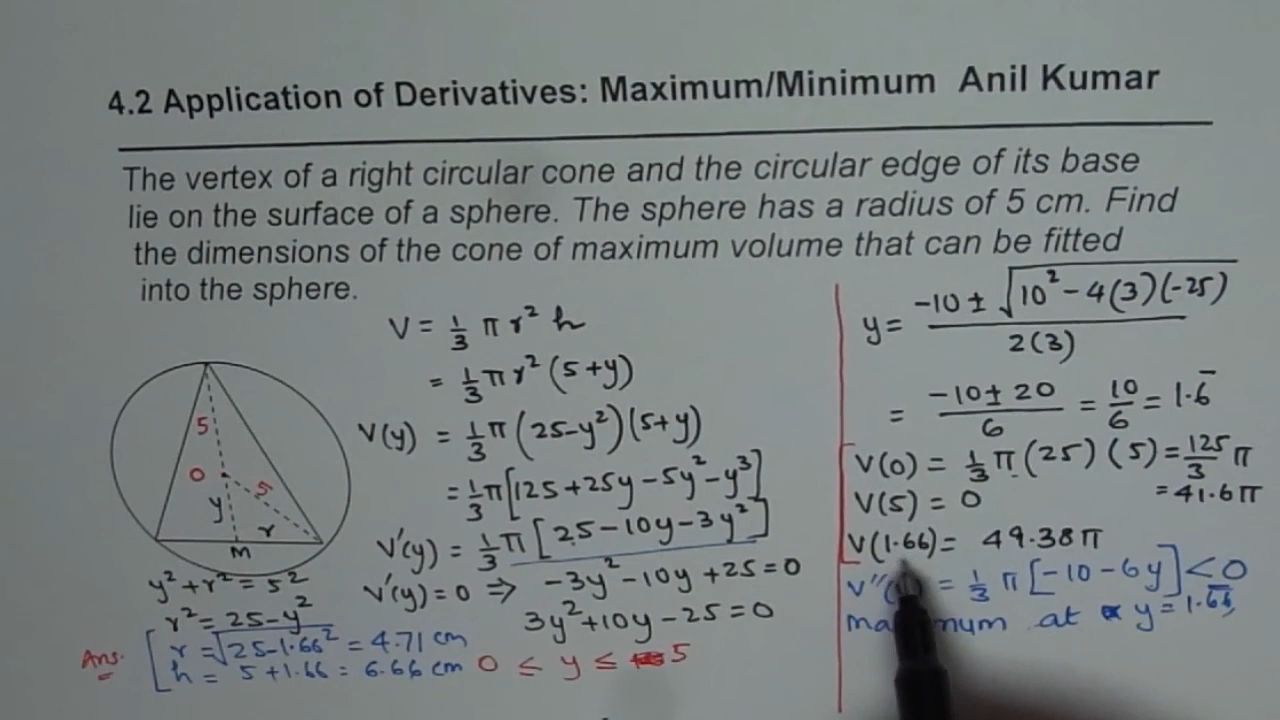 4.2 Application of Derivatives: Maximum/Minimum Anil Kumar
The vertex of a right circular cone and the circular edge of its base
lie on the surface of a sphere. The sphere has a radius of 5 cm. Find
the dimensions of the cone of maximum volume that can be fitted
into the sphere.
5
O
5
y
r
M
y² + r² = 5²
r² = 25 - y²
V = 1/3 π r² h
= 1/3 π r² (5+y)
V(y) = 1/3 π (25-y²)(5+y)
= 1/3 π [125 + 25y - 5y² - y³]
V'(y) = 1/3 π [25 - 10y - 3y²]
V'(y) = 0 ⇒ -3y² - 10y + 25 = 0
3y² + 10y - 25 = 0
0 ≤ y ≤ 5
Ans.
r = √(25 - 1.66²) = 4.71 cm
h = 5 + 1.66 = 6.66 cm
y = (-10 ± √(10² - 4(3)(-25))) / 2(3)
= (-10 ± 20)/6 = 10/6 = 1.6̅
V(0) = 1/3 π (25)(5) = 125/3 π
= 41.6 π
V(5) = 0
V(1.66) = 49.38 π
V'' = 1/3 π [-10 - 6y] < 0
at y = 1.6̅6̅